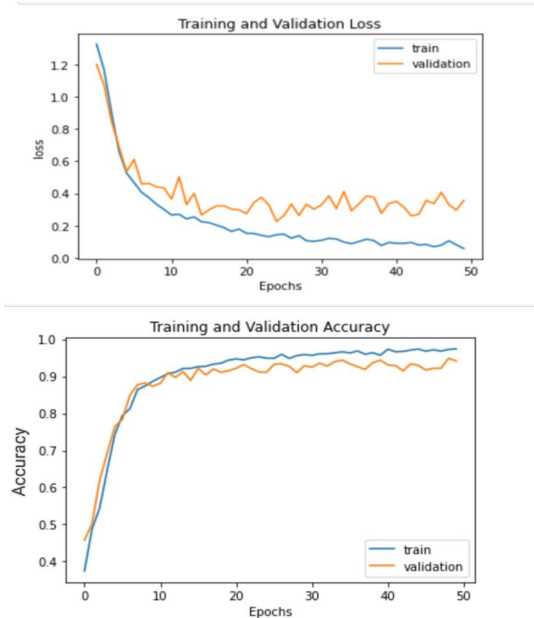 Training and Validation Loss
train
validation
1.2
1.0
0.8
0.6
0.4
0.2
0.0
loss
0 10 20 30 40 50
Epochs
Training and Validation Accuracy
1.0
0.9
0.8
0.7
0.6
0.5
0.4
Accuracy
train
validation
0 10 20 30 40 50
Epochs